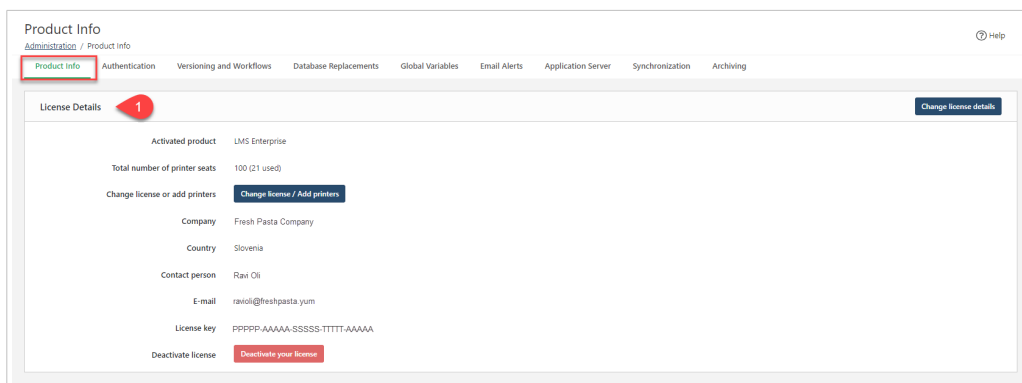 Product Info
Administration / Product Info
Help
Product Info Authentication Versioning and Workflows Database Replacements Global Variables Email Alerts Application Server Synchronization Archiving
License Details 1 Change license details
Activated product LMS Enterprise
Total number of printer seats 100 (21 used)
Change license or add printers Change license / Add printers
Company Fresh Pasta Company
Country Slovenia
Contact person Ravi Oli
E-mail ravioli@freshpasta.yum
License key PPPPP-AAAAA-SSSSS-TTTTT-AAAAA
Deactivate license Deactivate your license